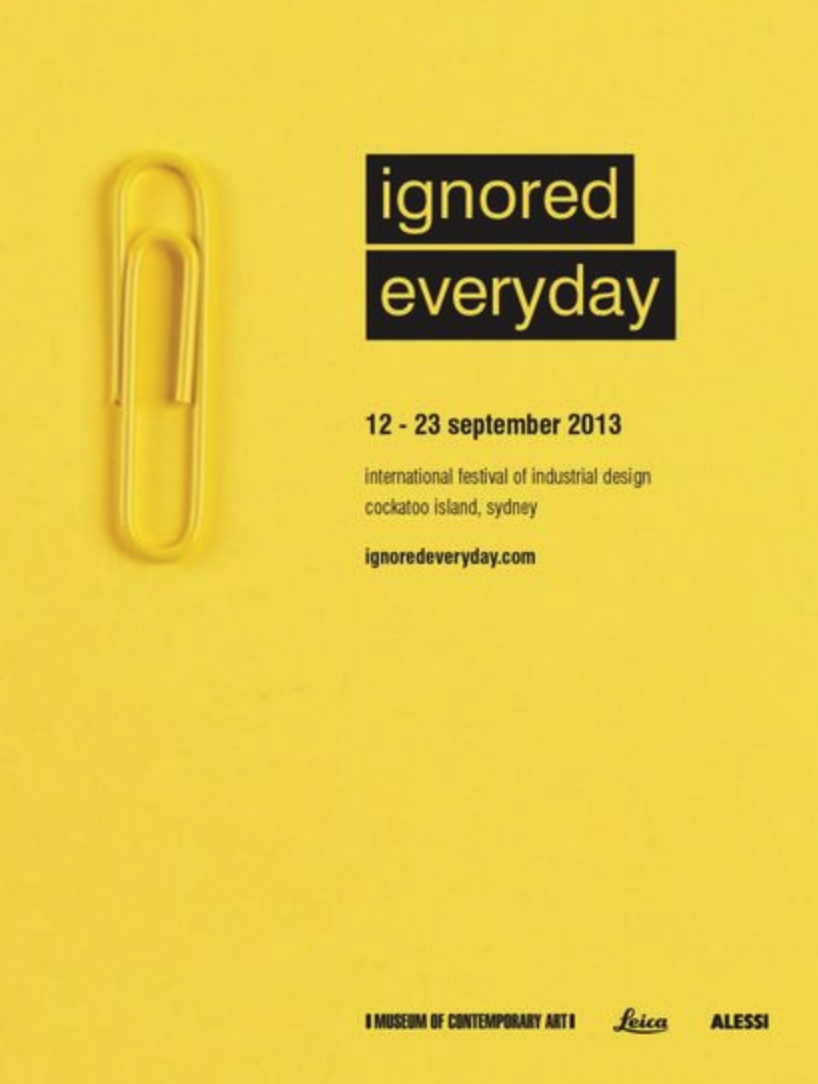 ignored
everyday
12 - 23 september 2013
international festival of industrial design
cockatoo island, sydney
ignoredeveryday.com
MUSEUM OF CONTEMPORARY ART
Leica
ALESSI